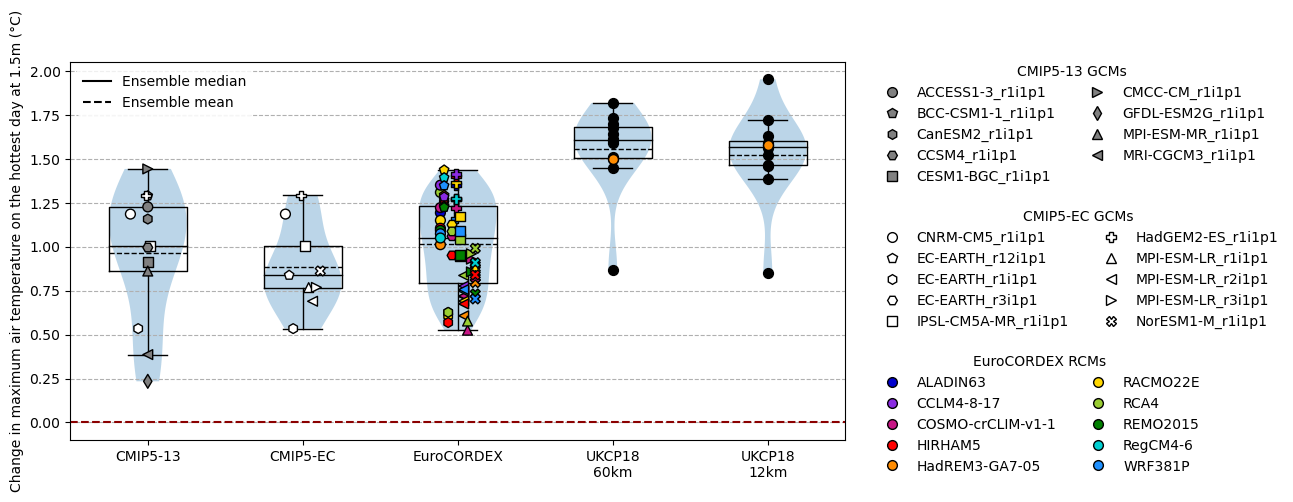 Change in maximum air temperature on the hottest day at 1.5m (°C)
2.00
1.75
1.50
1.25
1.00
0.75
0.50
0.25
0.00
Ensemble median
Ensemble mean
CMIP5-13
CMIP5-EC
EuroCORDEX
UKCP18
60km
UKCP18
12km
CMIP5-13 GCMs
ACCESS1-3_r1i1p1
BCC-CSM1-1_r1i1p1
CanESM2_r1i1p1
CCSM4_r1i1p1
CESM1-BGC_r1i1p1
CMCC-CM_r1i1p1
GFDL-ESM2G_r1i1p1
MPI-ESM-MR_r1i1p1
MRI-CGCM3_r1i1p1
CMIP5-EC GCMs
CNRM-CM5_r1i1p1
EC-EARTH_r12i1p1
EC-EARTH_r1i1p1
EC-EARTH_r3i1p1
IPSL-CM5A-MR_r1i1p1
HadGEM2-ES_r1i1p1
MPI-ESM-LR_r1i1p1
MPI-ESM-LR_r2i1p1
MPI-ESM-LR_r3i1p1
NorESM1-M_r1i1p1
EuroCORDEX RCMs
ALADIN63
CCLM4-8-17
COSMO-crCLIM-v1-1
HIRHAM5
HadREM3-GA7-05
RACMO22E
RCA4
REMO2015
RegCM4-6
WRF381P